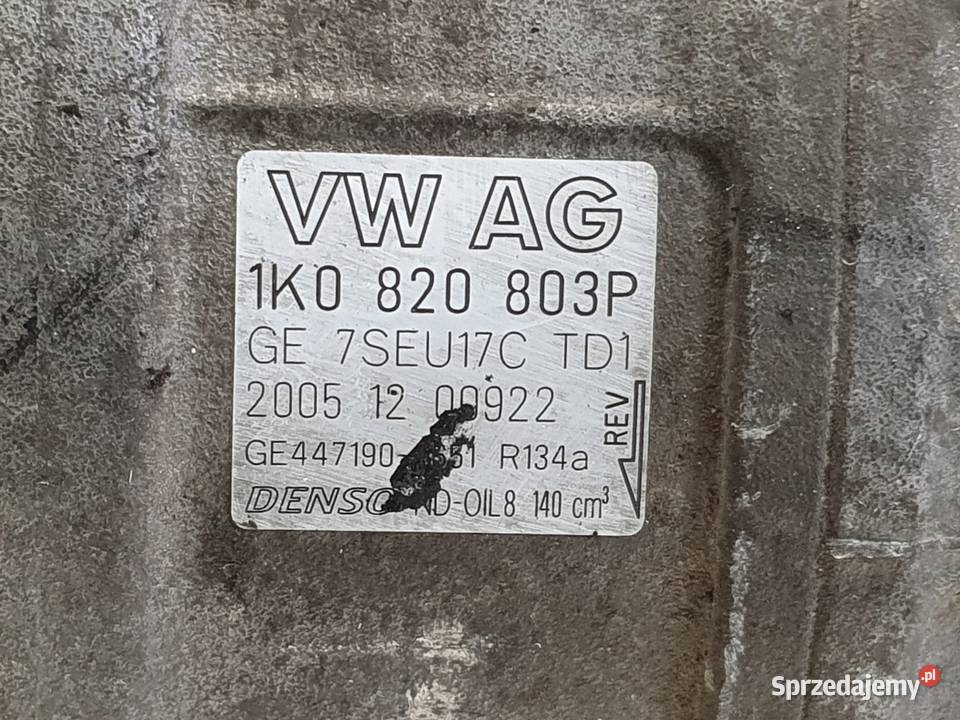 VW AG
1K0 820 803P
GE 7SEU17C TD1
2005 12 00922
REV
R134a
DENSO ND-OIL8 140 cm³
Sprzedajemy.pl